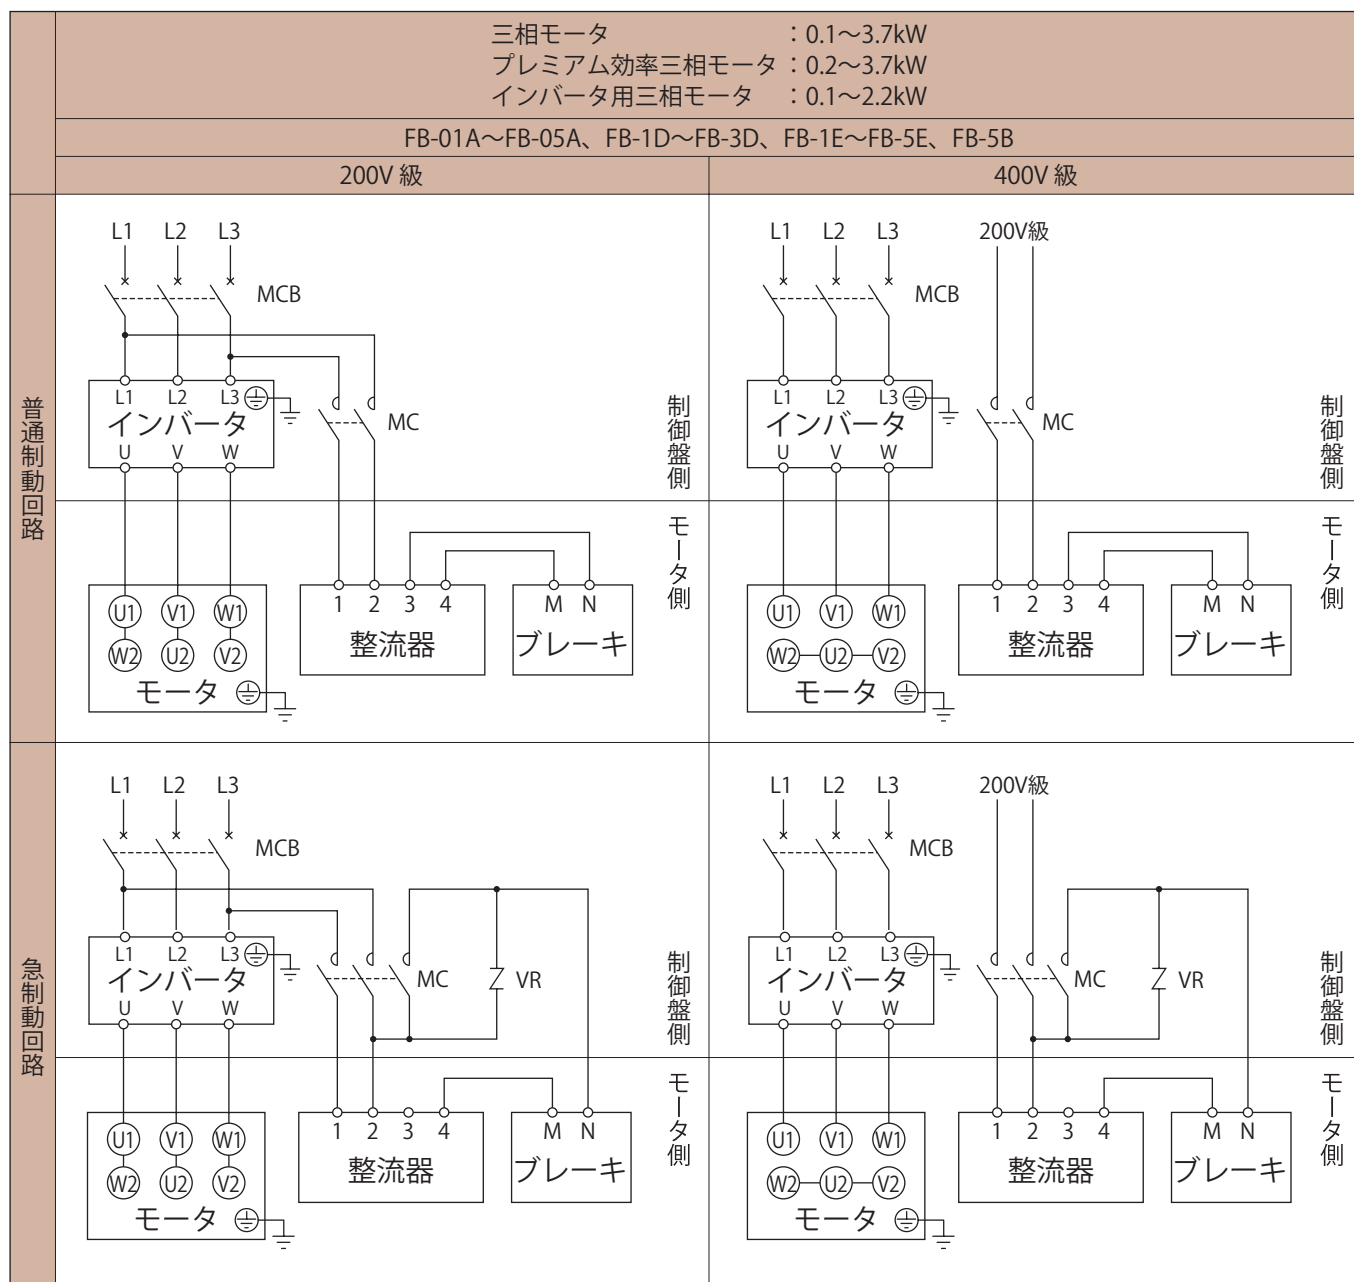 三相モータ：0.1〜3.7kW
プレミアム効率三相モータ：0.2〜3.7kW
インバータ用三相モータ：0.1〜2.2kW
FB-01A〜FB-05A、FB-1D〜FB-3D、FB-1E〜FB-5E、FB-5B
200V 級
400V 級
普通制動回路
L1 L2 L3
MCB
L1 L2 L3
インバータ
U V W
MC
制御盤側
モータ側
U1 V1 W1
W2 U2 V2
モータ
1 2 3 4
整流器
M N
ブレーキ
L1 L2 L3
200V級
MCB
L1 L2 L3
インバータ
U V W
MC
制御盤側
モータ側
U1 V1 W1
W2 U2 V2
モータ
1 2 3 4
整流器
M N
ブレーキ
急制動回路
L1 L2 L3
MCB
L1 L2 L3
インバータ
U V W
MC
VR
制御盤側
モータ側
U1 V1 W1
W2 U2 V2
モータ
1 2 3 4
整流器
M N
ブレーキ
L1 L2 L3
200V級
MCB
L1 L2 L3
インバータ
U V W
MC
VR
制御盤側
モータ側
U1 V1 W1
W2 U2 V2
モータ
1 2 3 4
整流器
M N
ブレーキ